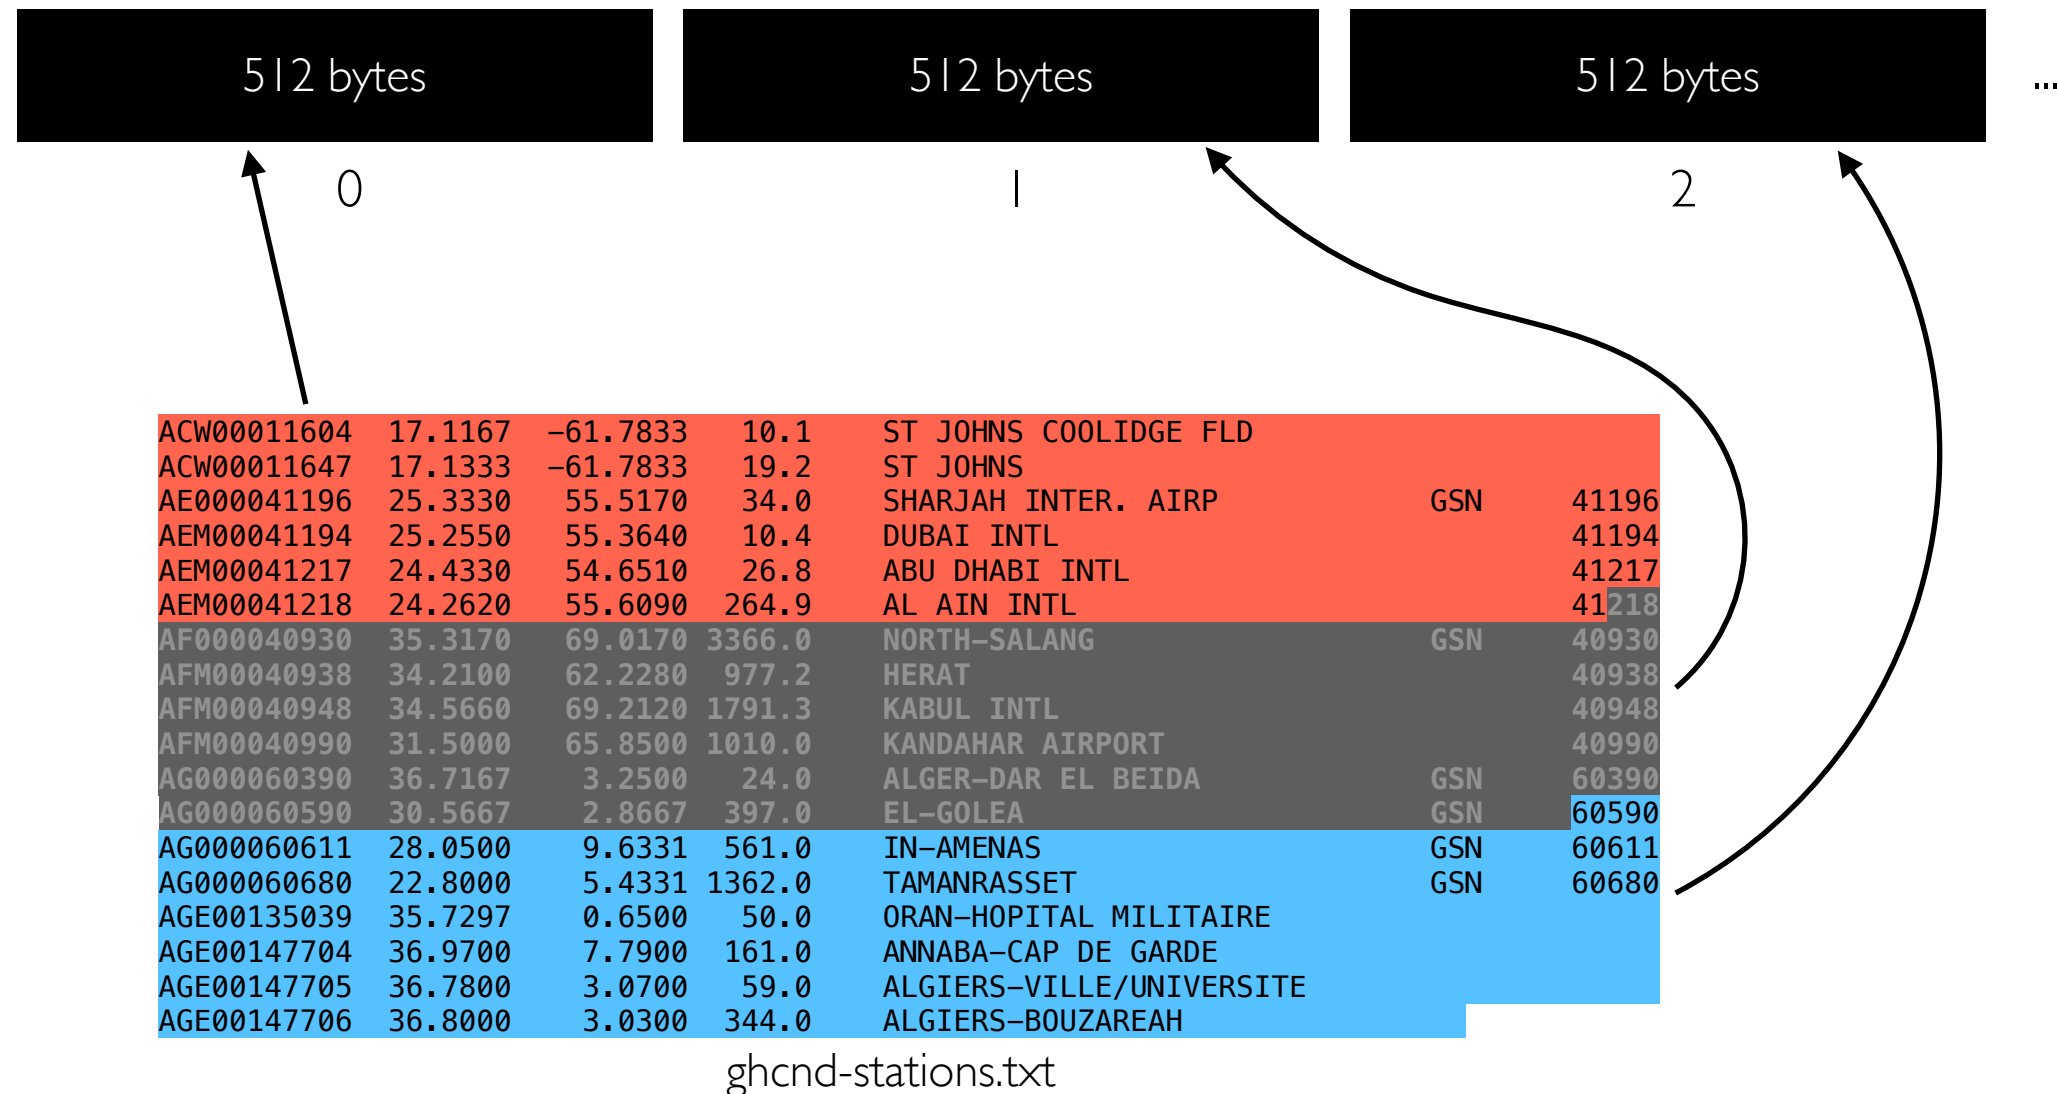 512 bytes 512 bytes 512 bytes ...
0 1 2
ACW00011604  17.1167  -61.7833   10.1    ST JOHNS COOLIDGE FLD
ACW00011647  17.1333  -61.7833   19.2    ST JOHNS
AE000041196  25.3330   55.5170   34.0    SHARJAH INTER. AIRP            GSN     41196
AEM00041194  25.2550   55.3640   10.4    DUBAI INTL                             41194
AEM00041217  24.4330   54.6510   26.8    ABU DHABI INTL                         41217
AEM00041218  24.2620   55.6090  264.9    AL AIN INTL                            41218
AF000040930  35.3170   69.0170 3366.0    NORTH-SALANG                   GSN     40930
AFM00040938  34.2100   62.2280  977.2    HERAT                                  40938
AFM00040948  34.5660   69.2120 1791.3    KABUL INTL                             40948
AFM00040990  31.5000   65.8500 1010.0    KANDAHAR AIRPORT                       40990
AG000060390  36.7167    3.2500   24.0    ALGER-DAR EL BEIDA             GSN     60390
AG000060590  30.5667    2.8667  397.0    EL-GOLEA                       GSN     60590
AG000060611  28.0500    9.6331  561.0    IN-AMENAS                      GSN     60611
AG000060680  22.8000    5.4331 1362.0    TAMANRASSET                    GSN     60680
AGE00135039  35.7297    0.6500   50.0    ORAN-HOPITAL MILITAIRE
AGE00147704  36.9700    7.7900  161.0    ANNABA-CAP DE GARDE
AGE00147705  36.7800    3.0700   59.0    ALGIERS-VILLE/UNIVERSITE
AGE00147706  36.8000    3.0300  344.0    ALGIERS-BOUZAREAH
ghcnd-stations.txt